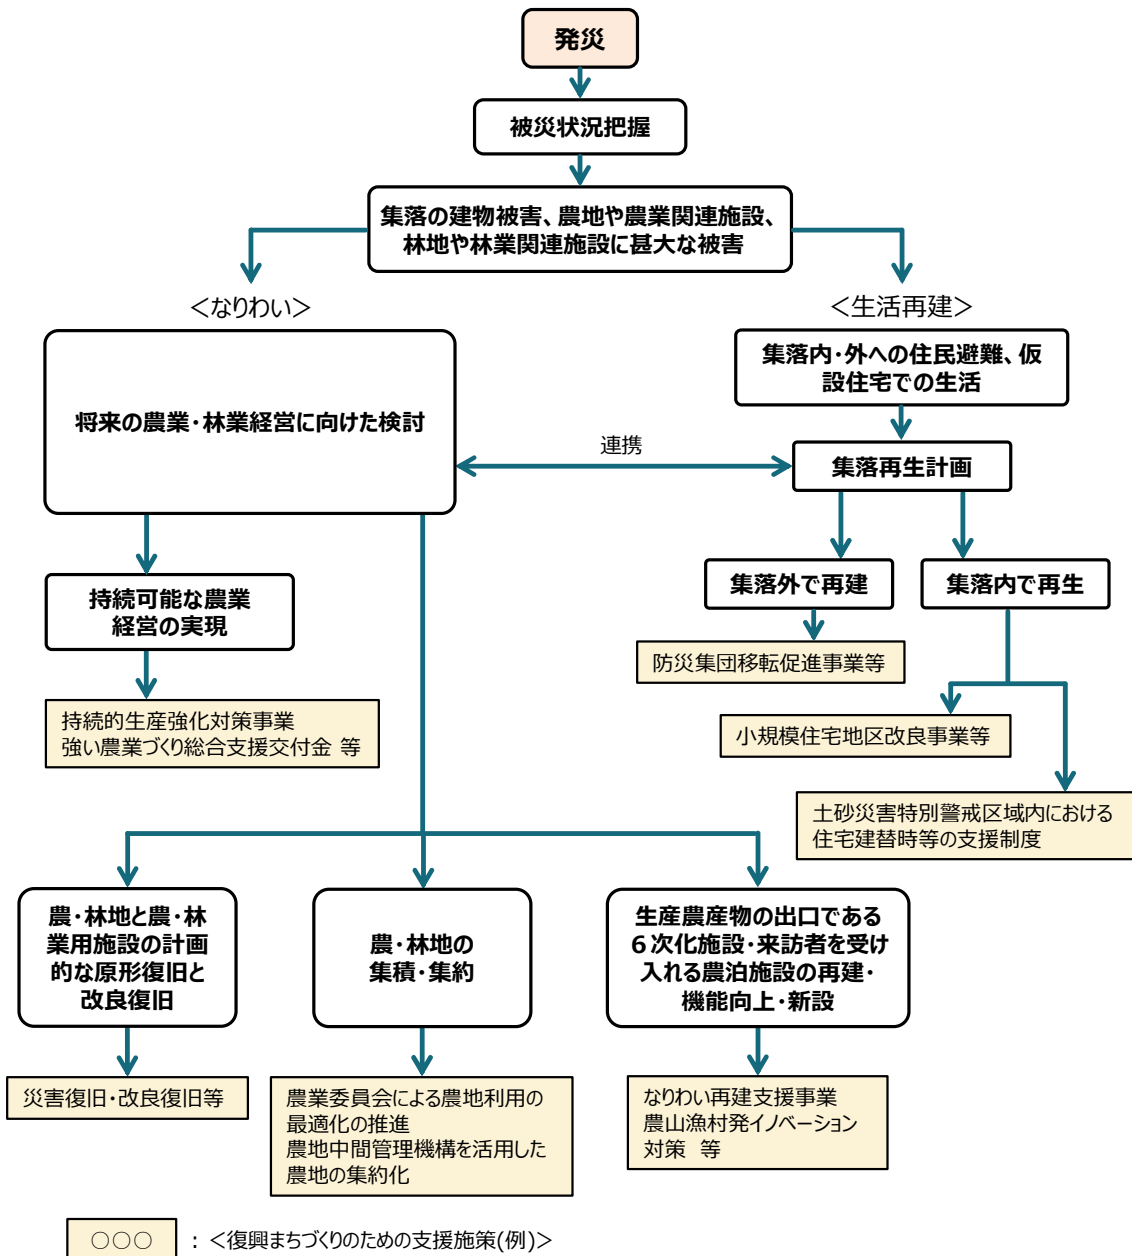 発災
被災状況把握
集落の建物被害、農地や農業関連施設、
林地や林業関連施設に甚大な被害
＜なりわい＞
＜生活再建＞
将来の農業・林業経営に向けた検討
集落内・外への住民避難、仮
設住宅での生活
連携
集落再生計画
持続可能な農業
経営の実現
集落外で再建
集落内で再生
防災集団移転促進事業等
持続的生産強化対策事業
強い農業づくり総合支援交付金 等
小規模住宅地区改良事業等
土砂災害特別警戒区域内における
住宅建替時等の支援制度
農・林地と農・林
業用施設の計画
的な原形復旧と
改良復旧
農・林地の
集積・集約
生産農産物の出口である
６次化施設・来訪者を受け
入れる農泊施設の再建・
機能向上・新設
災害復旧・改良復旧等
農業委員会による農地利用の
最適化の推進
農地中間管理機構を活用した
農地の集約化
なりわい再建支援事業
農山漁村発イノベーション
対策 等
○○○ ：＜復興まちづくりのための支援施策(例)＞